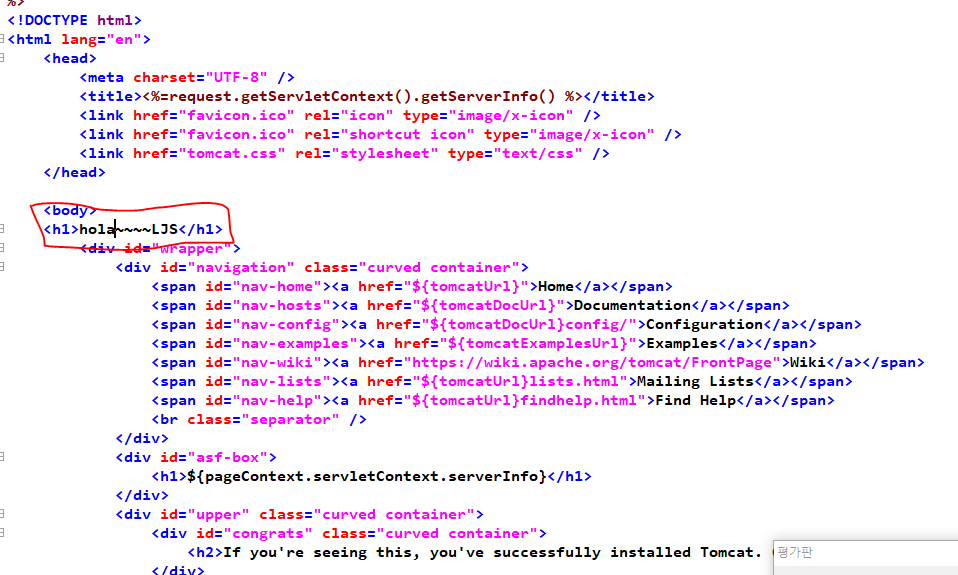 %>
<!DOCTYPE html>
<html lang="en">
<head>
<meta charset="UTF-8" />
<title><%=request.getServletContext().getServerInfo() %></title>
<link href="favicon.ico" rel="icon" type="image/x-icon" />
<link href="favicon.ico" rel="shortcut icon" type="image/x-icon" />
<link href="tomcat.css" rel="stylesheet" type="text/css" />
</head>
<body>
<h1>hola~~~~LJS</h1>
<div id="wrapper">
<div id="navigation" class="curved container">
<span id="nav-home"><a href="${tomcatUrl}">Home</a></span>
<span id="nav-hosts"><a href="${tomcatDocUrl}">Documentation</a></span>
<span id="nav-config"><a href="${tomcatDocUrl}config/">Configuration</a></span>
<span id="nav-examples"><a href="${tomcatExamplesUrl}">Examples</a></span>
<span id="nav-wiki"><a href="https://wiki.apache.org/tomcat/FrontPage">Wiki</a></span>
<span id="nav-lists"><a href="${tomcatUrl}lists.html">Mailing Lists</a></span>
<span id="nav-help"><a href="${tomcatUrl}findhelp.html">Find Help</a></span>
<br class="separator" />
</div>
<div id="asf-box">
<h1>${pageContext.servletContext.serverInfo}</h1>
</div>
<div id="upper" class="curved container">
<div id="congrats" class="curved container">
<h2>If you're seeing this, you've successfully installed Tomcat.
평가판
</div>